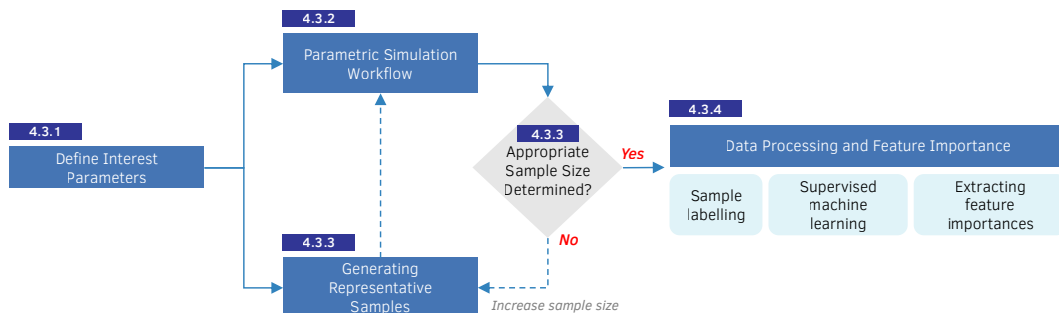 4.3.1
Define Interest
Parameters
4.3.2
Parametric Simulation
Workflow
4.3.3
Generating
Representative
Samples
4.3.3
Appropriate
Sample Size
Determined?
Yes
No
Increase sample size
4.3.4
Data Processing and Feature Importance
Sample
labelling
Supervised
machine
learning
Extracting
feature
importances